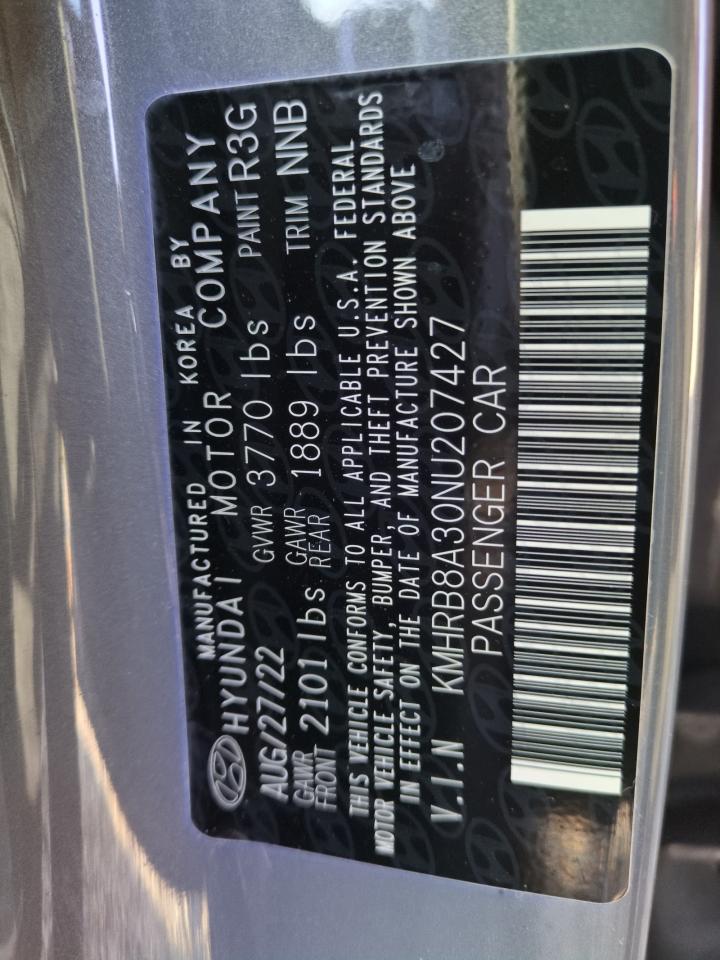 MANUFACTURED IN KOREA BY
HYUNDAI MOTOR COMPANY
AUG/27/22 GVWR 3770 lbs PAINT R3G
GAWR FRONT 2101 lbs GAWR REAR 1889 lbs TRIM NNB
THIS VEHICLE CONFORMS TO ALL APPLICABLE U.S.A. FEDERAL
MOTOR VEHICLE SAFETY, BUMPER, AND THEFT PREVENTION STANDARDS
IN EFFECT ON THE DATE OF MANUFACTURE SHOWN ABOVE
V.I.N KMHRB8A30NU207427
PASSENGER CAR